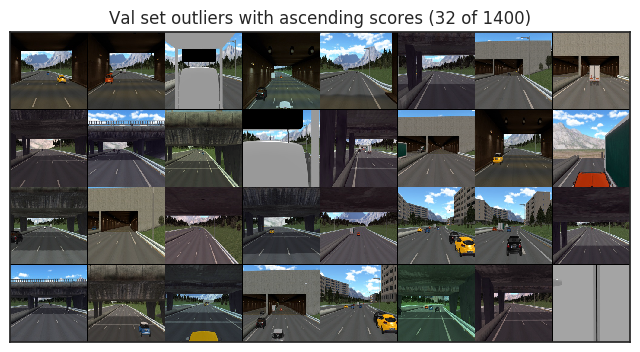 Val set outliers with ascending scores (32 of 1400)